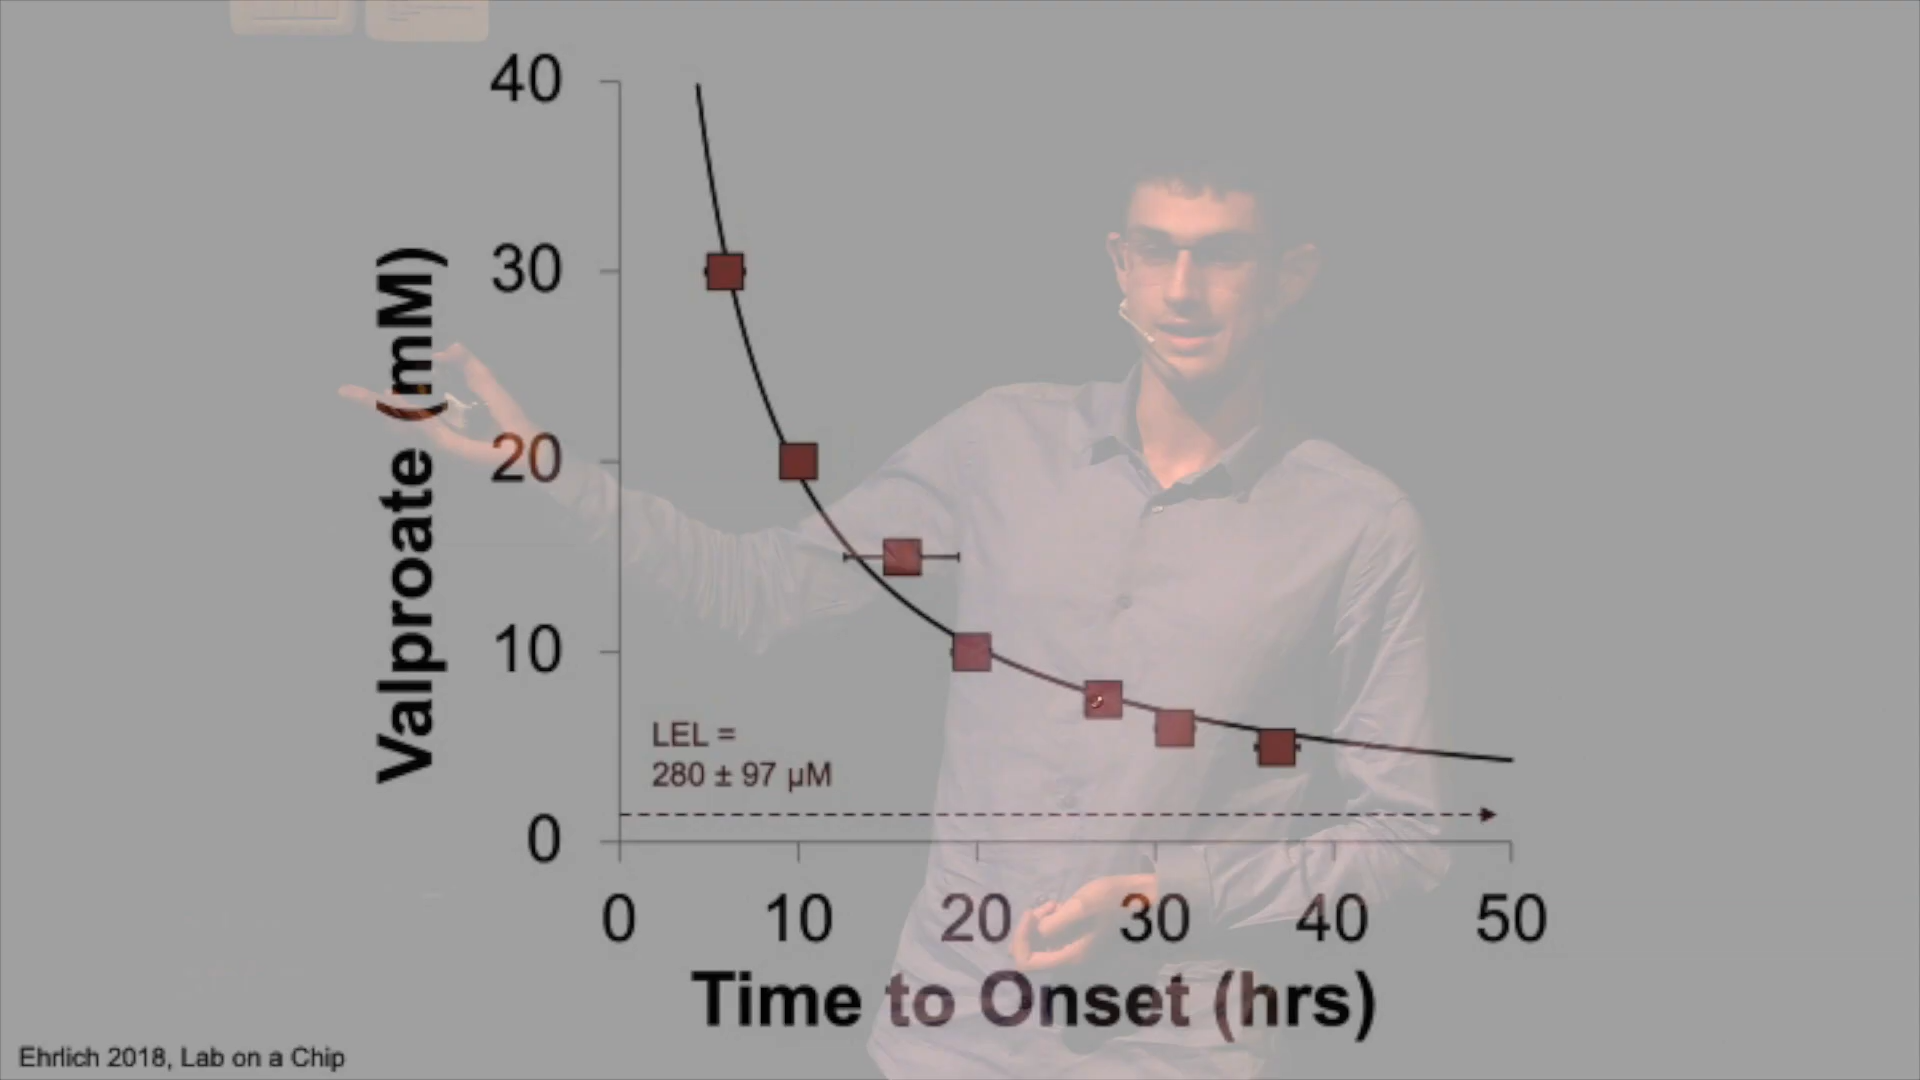 40
30
20
10
0
Valproate (mM)
LEL =
280 ± 97 µM
0 10 20 30 40 50
Time to Onset (hrs)
Ehrlich 2018, Lab on a Chip